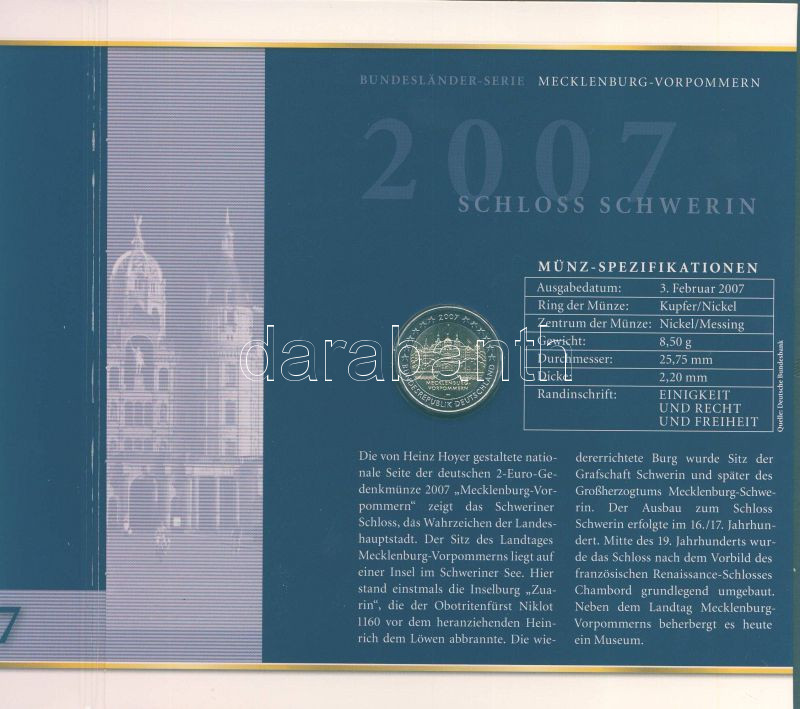 BUNDESLÄNDER-SERIE MECKLENBURG-VORPOMMERN
2007
SCHLOSS SCHWERIN
MÜNZ-SPEZIFIKATIONEN
Ausgabedatum: 3. Februar 2007
Ring der Münze: Kupfer/Nickel
Zentrum der Münze: Nickel/Messing
Gewicht: 8,50 g
Durchmesser: 25,75 mm
Dicke: 2,20 mm
Randinschrift: EINIGKEIT
UND RECHT
UND FREIHEIT
Quelle: Deutsche Bundesbank
2007
MECKLENBURG-
VORPOMMERN
BUNDESREPUBLIK DEUTSCHLAND
darabanth
Die von Heinz Hoyer gestaltete natio-
nale Seite der deutschen 2-Euro-Ge-
denkmünze 2007 „Mecklenburg-Vor-
pommern“ zeigt das Schweriner
Schloss, das Wahrzeichen der Landes-
hauptstadt. Der Sitz des Landtages
Mecklenburg-Vorpommerns liegt auf
einer Insel im Schweriner See. Hier
stand einstmals die Inselburg „Zua-
rin“, die der Obotritenfürst Niklot
1160 vor dem heranziehenden Hein-
rich dem Löwen abbrannte. Die wie-
dererrichtete Burg wurde Sitz der
Grafschaft Schwerin und später des
Großherzogtums Mecklenburg-Schwe-
rin. Der Ausbau zum Schloss
Schwerin erfolgte im 16./17. Jahrhun-
dert. Mitte des 19. Jahrhunderts wur-
de das Schloss nach dem Vorbild des
französischen Renaissance-Schlosses
Chambord grundlegend umgebaut.
Neben dem Landtag Mecklenburg-
Vorpommerns beherbergt es heute
ein Museum.
7